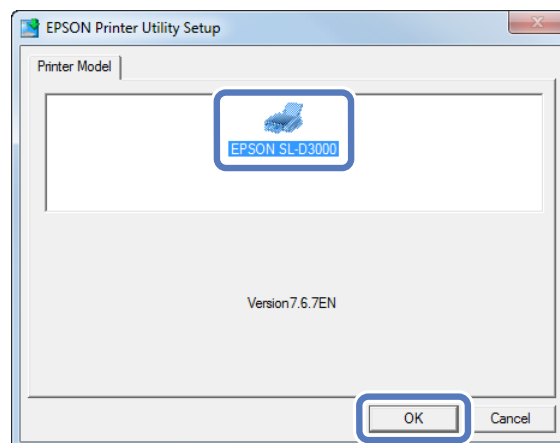 EPSON Printer Utility Setup
Printer Model
EPSON SL-D3000
Version7.6.7EN
OK Cancel